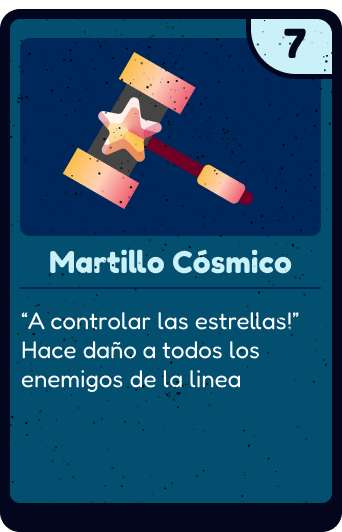 7
Martillo Cósmico
“A controlar las estrellas!”
Hace daño a todos los
enemigos de la linea